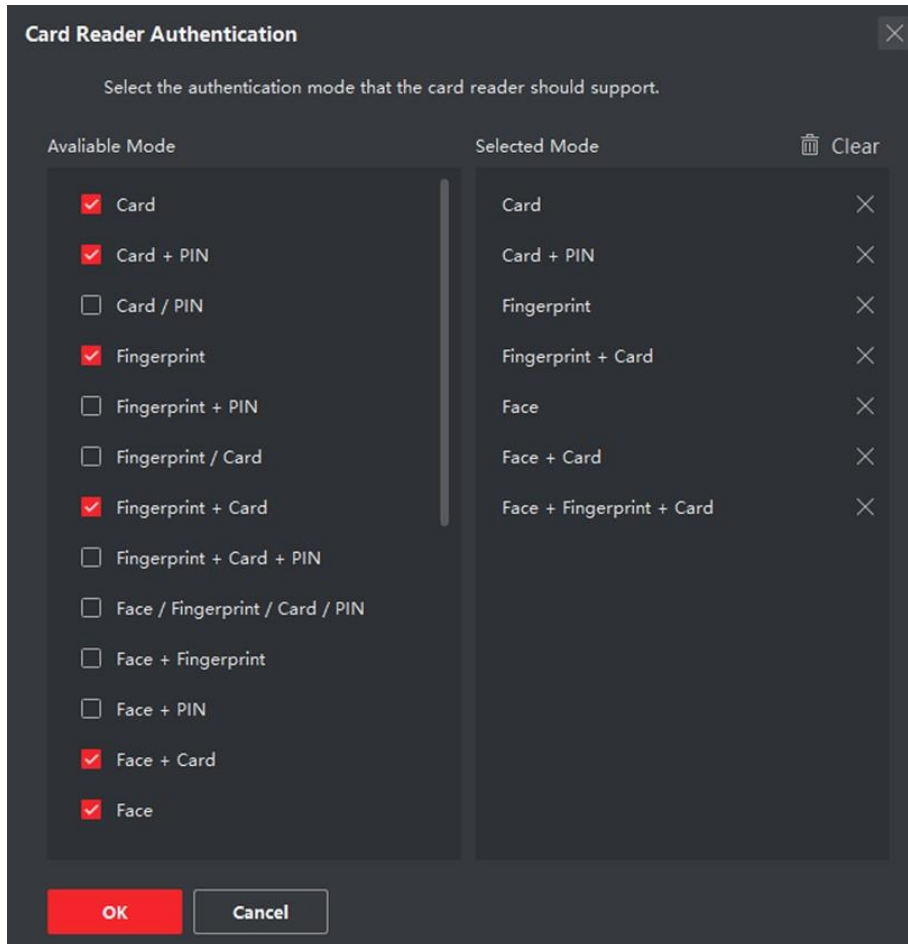 Card Reader Authentication
Select the authentication mode that the card reader should support.
Avaliable Mode
Card
Card + PIN
Card / PIN
Fingerprint
Fingerprint + PIN
Fingerprint / Card
Fingerprint + Card
Fingerprint + Card + PIN
Face / Fingerprint / Card / PIN
Face + Fingerprint
Face + PIN
Face + Card
Face
Selected Mode
Clear
Card
Card + PIN
Fingerprint
Fingerprint + Card
Face
Face + Card
Face + Fingerprint + Card
OK
Cancel